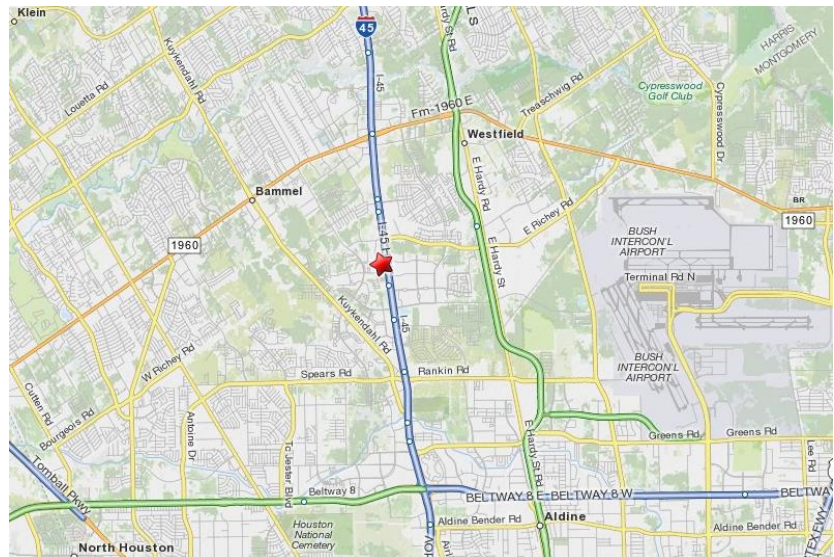 Klein
45
Kuykendahl Rd
Louetta Rd
I-45
LS
HARRIS
MONTGOMERY
Cypresswood
Golf Club
Treaschwig Rd
Fm-1960 E
Westfield
Cypresswood Dr
Bammel
E Hardy Rd
BR
1960
E Richey Rd
1960
I-45
E Hardy St
BUSH
INTERCON'L
AIRPORT
Terminal Rd N
Kuykendahl Rd
I-45
BUSH
INTERCON'L
AIRPORT
W Richey Rd
Spears Rd
Rankin Rd
Cutten Rd
Bourgeois Rd
Antoine Dr
Tc Jester Blvd
E Hardy St Rd
Greens Rd
Greens Rd
Lee Rd
Tomball Pkwy
Beltway 8
BELTWAY 8 E-BELTWAY 8 W
BELTWA
Houston
National
Cemetery
Aldine Bender Rd
Aldine
Aldine Bender Rd
North Houston